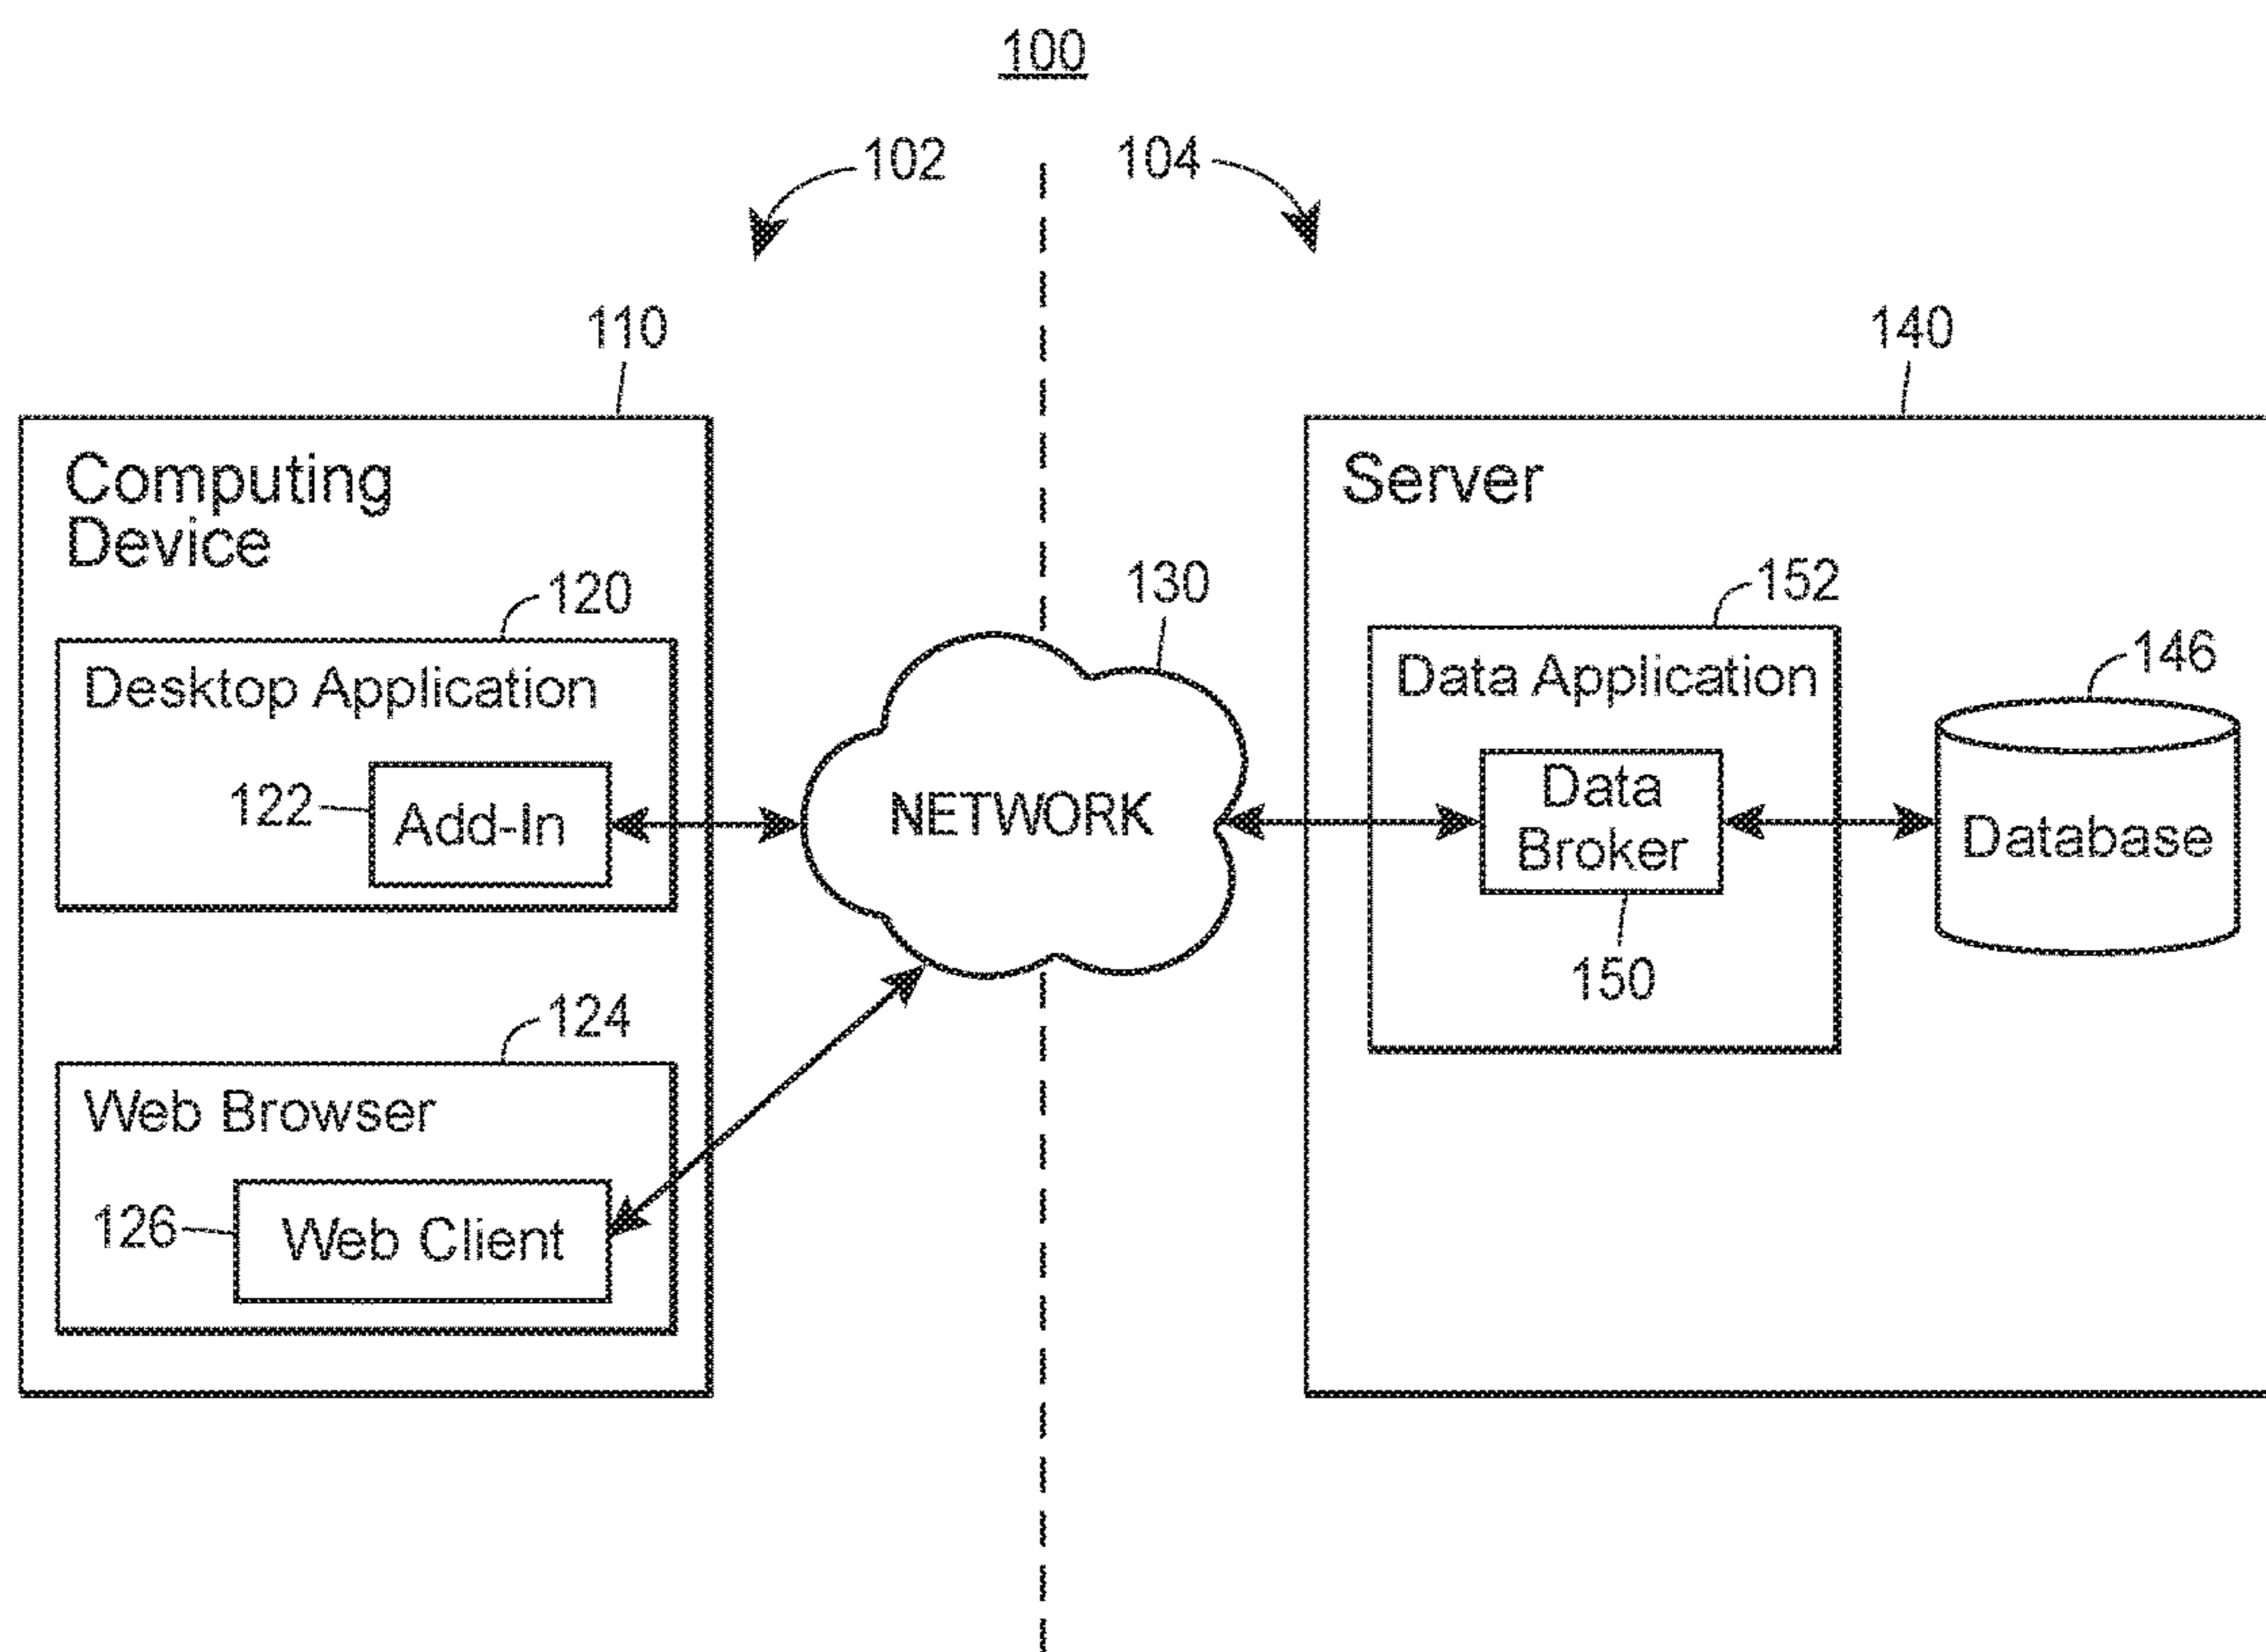 100
102
104
110
140
Computing
Device
Server
120
130
152
146
Desktop Application
Data Application
122
Add-In
NETWORK
Data
Broker
Database
150
124
Web Browser
126
Web Client